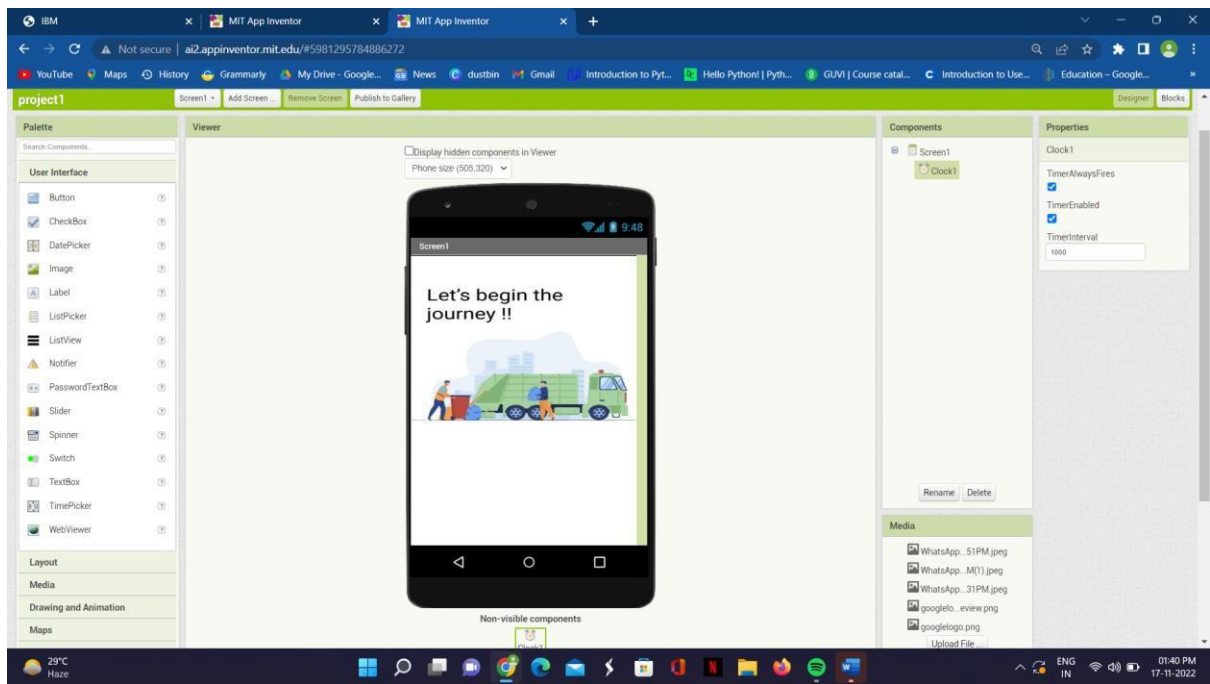 IBM
MIT App Inventor
MIT App Inventor
Not secure | ai2.appinventor.mit.edu/#5981295784886272
YouTube
Maps
History
Grammarly
My Drive - Google...
News
dustbin
Gmail
Introduction to Pyt...
Hello Python! | Pyth...
GUVI | Course catal...
Introduction to Use...
Education – Google...
»
project1
Screen1
Add Screen ...
Remove Screen
Publish to Gallery
Designer
Blocks
Palette
Search Components...
User Interface
Button
CheckBox
DatePicker
Image
Label
ListPicker
ListView
Notifier
PasswordTextBox
Slider
Spinner
Switch
TextBox
TimePicker
WebViewer
Layout
Media
Drawing and Animation
Maps
Viewer
Display hidden components in Viewer
Phone size (505,320)
9:48
Screen1
Let's begin the
journey !!
Non-visible components
Clock1
Components
Screen1
Clock1
Rename
Delete
Media
WhatsApp...51PM.jpeg
WhatsApp...M(1).jpeg
WhatsApp...31PM.jpeg
googlelo...eview.png
googlelogo.png
Upload File ...
Properties
Clock1
TimerAlwaysFires
TimerEnabled
TimerInterval
1000
29°C
Haze
ENG
IN
01:40 PM
17-11-2022